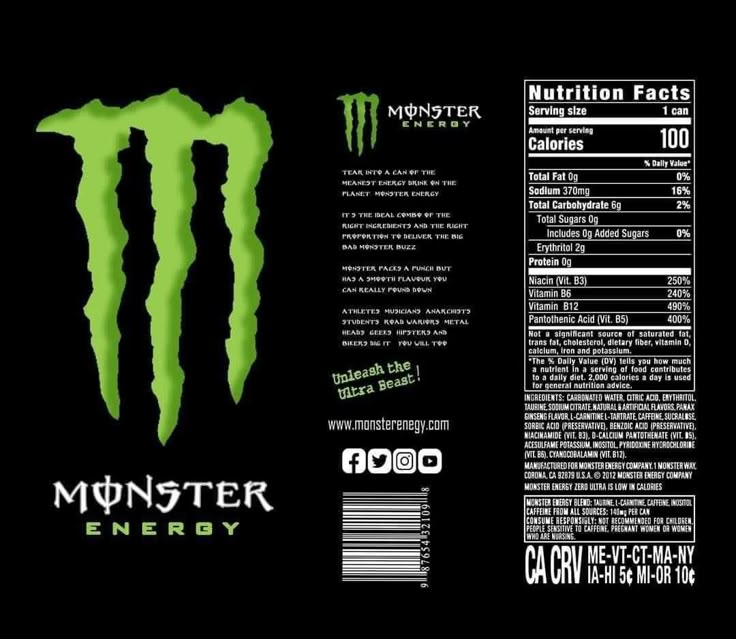 MONSTER
ENERGY
MONSTER
ENERGY
TEAR INTO A CAN OF THE
MEANEST ENERGY DRINK ON THE
PLANET MONSTER ENERGY
IT S THE IDEAL COMBO OF THE
RIGHT INGREDIENTS AND THE RIGHT
PROPORTION TO DELIVER THE BIG
BAD MONSTER BUZZ
MONSTER PACKS A PUNCH BUT
HAS A SMOOTH FLAVOUR YOU
CAN REALLY POUND DOWN
ATHLETES MUSICIANS ANARCHISTS
STUDENTS ROAD WARIORS METAL
HEADS GEEKS HIPSTERS AND
BIKERS DIG IT YOU WILL TOO
Unleash the
Ultra Beast!
www.monsterenegy.com
9 87654 32109 8
Nutrition Facts
Serving size 1 can
Amount per serving
Calories 100
% Daily Value*
Total Fat 0g 0%
Sodium 370mg 16%
Total Carbohydrate 6g 2%
Total Sugars 0g
Includes 0g Added Sugars 0%
Erythritol 2g
Protein 0g
Niacin (Vit. B3) 250%
Vitamin B6 240%
Vitamin B12 490%
Pantothenic Acid (Vit. B5) 400%
Not a significant source of saturated fat,
trans fat, cholesterol, dietary fiber, vitamin D,
calcium, iron and potassium.
*The % Daily Value (DV) tells you how much
a nutrient in a serving of food contributes
to a daily diet. 2,000 calories a day is used
for general nutrition advice.
INGREDIENTS: CARBONATED WATER, CITRIC ACID, ERYTHRITOL,
TAURINE, SODIUM CITRATE, NATURAL & ARTIFICIAL FLAVORS, PANAX
GINSENG FLAVOR, L-CARNITINE L-TARTRATE, CAFFEINE, SUCRALOSE,
SORBIC ACID (PRESERVATIVE), BENZOIC ACID (PRESERVATIVE),
NIACINAMIDE (VIT. B3), D-CALCIUM PANTOTHENATE (VIT. B5),
ACESULFAME POTASSIUM, INOSITOL, PYRIDOXINE HYDROCHLORIDE
(VIT. B6), CYANOCOBALAMIN (VIT. B12).
MANUFACTURED FOR MONSTER ENERGY COMPANY. 1 MONSTER WAY,
CORONA, CA 92879 U.S.A. © 2012 MONSTER ENERGY COMPANY
MONSTER ENERGY ZERO ULTRA IS LOW IN CALORIES
MONSTER ENERGY BLEND: TAURINE, L-CARNITINE, CAFFEINE, INOSITOL
CAFFEINE FROM ALL SOURCES: 140mg PER CAN
CONSUME RESPONSIBLY: NOT RECOMMENDED FOR CHILDREN,
PEOPLE SENSITIVE TO CAFFEINE, PREGNANT WOMEN OR WOMEN
WHO ARE NURSING.
CA CRV ME-VT-CT-MA-NY
IA-HI 5¢ MI-OR 10¢